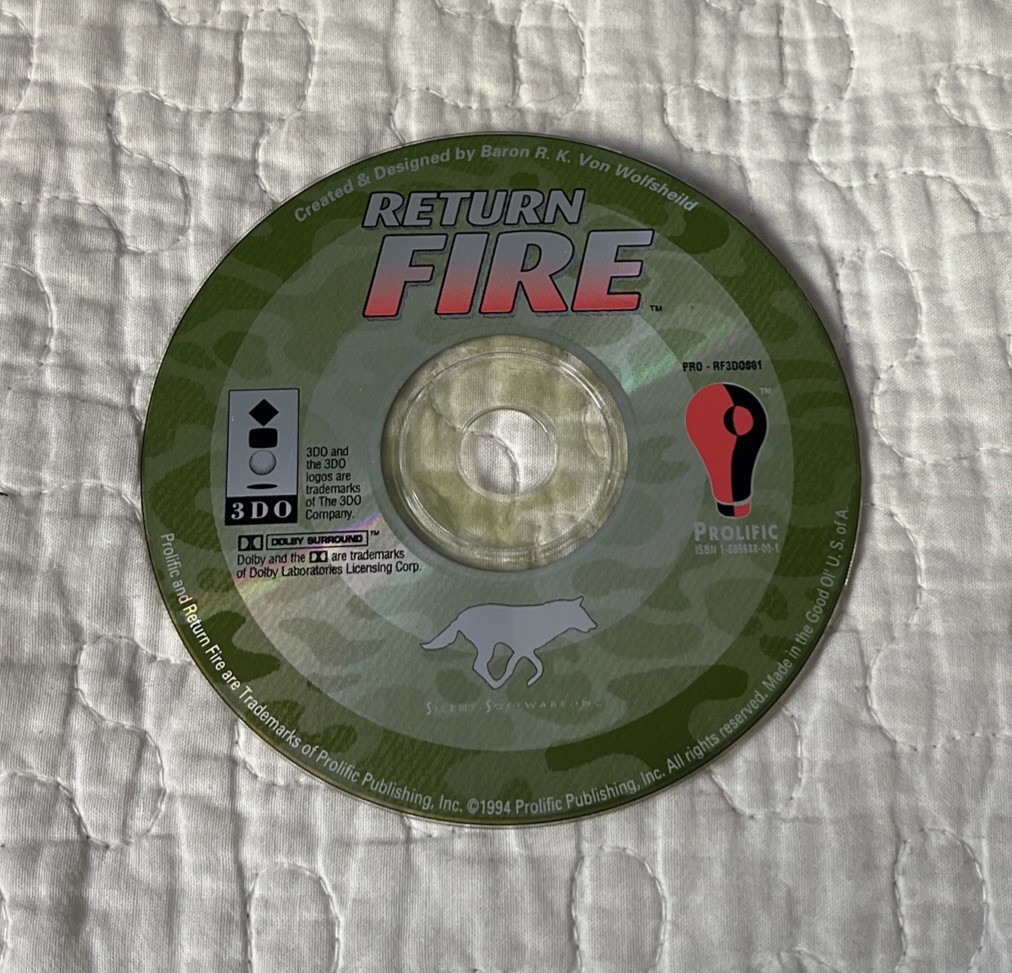 Created & Designed by Baron R. K. Von Wolfsheild
RETURN
FIRE
TM
PRO - RF3DO001
TM
PROLIFIC
3DO
3DO and
the 3DO
logos are
trademarks
of The 3DO
Company.
DOLBY SURROUND TM
Dolby and the are trademarks
of Dolby Laboratories Licensing Corp.
SILENT SOFTWARE INC
Prolific and Return Fire are Trademarks of Prolific Publishing, Inc. ©1994 Prolific Publishing, Inc. All rights reserved. Made in the Good Ol' U. S. of A.